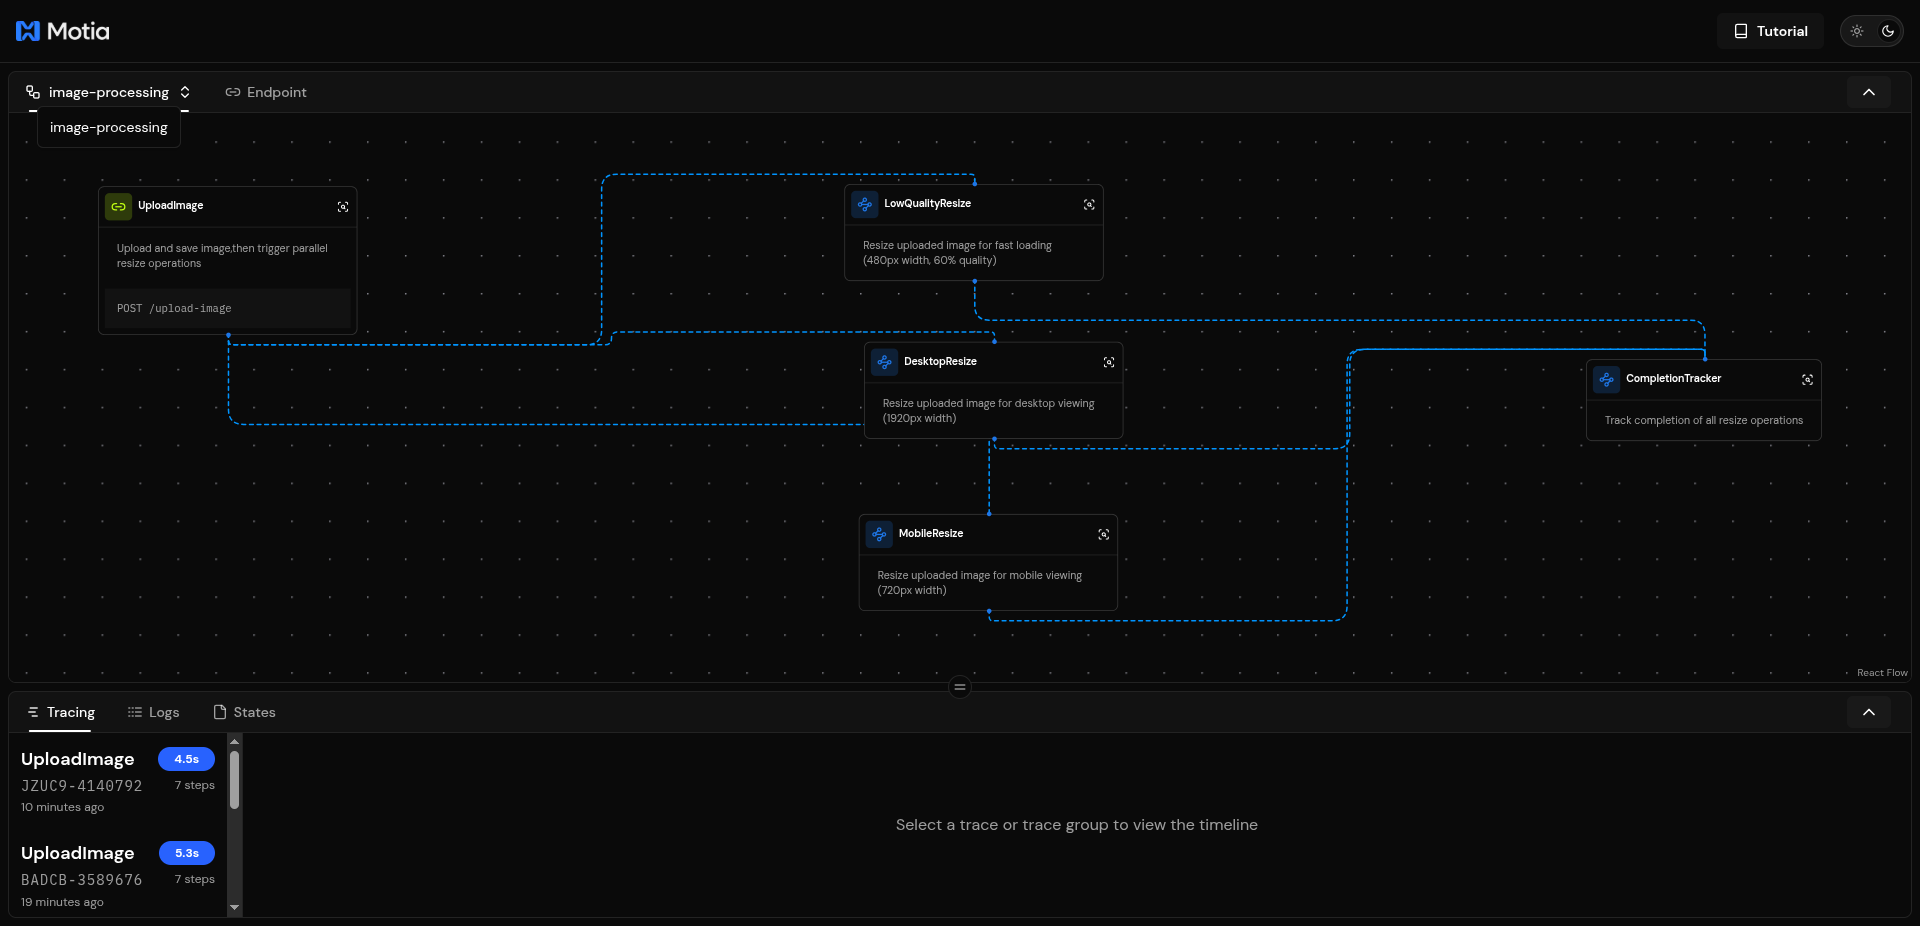 Motia
Tutorial
image-processing
Endpoint
image-processing
UploadImage
Upload and save image,then trigger parallel
resize operations
POST /upload-image
LowQualityResize
Resize uploaded image for fast loading
(480px width, 60% quality)
DesktopResize
Resize uploaded image for desktop viewing
(1920px width)
CompletionTracker
Track completion of all resize operations
MobileResize
Resize uploaded image for mobile viewing
(720px width)
React Flow
Tracing
Logs
States
UploadImage
4.5s
JZUC9-4140792
7 steps
10 minutes ago
UploadImage
5.3s
BADCB-3589676
7 steps
19 minutes ago
Select a trace or trace group to view the timeline